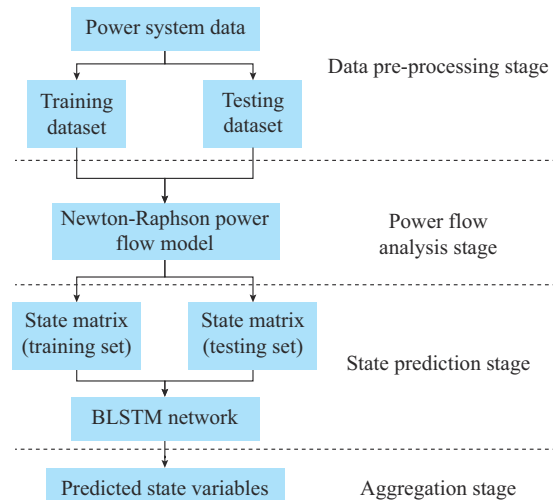 Power system data
Data pre-processing stage
Training
dataset
Testing
dataset
Newton-Raphson power
flow model
Power flow
analysis stage
State matrix
(training set)
State matrix
(testing set)
State prediction stage
BLSTM network
Predicted state variables
Aggregation stage